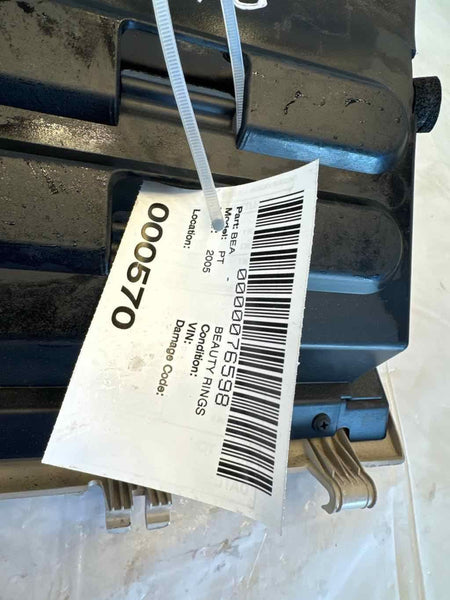 0000076598
Part: BEA BEAUTY RINGS
Model: PT - Condition:
2005 VIN:
Location: Damage Code:
000570